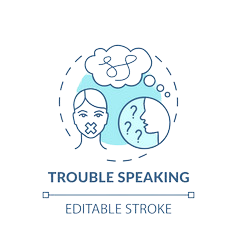 ? ? ?
TROUBLE SPEAKING
EDITABLE STROKE